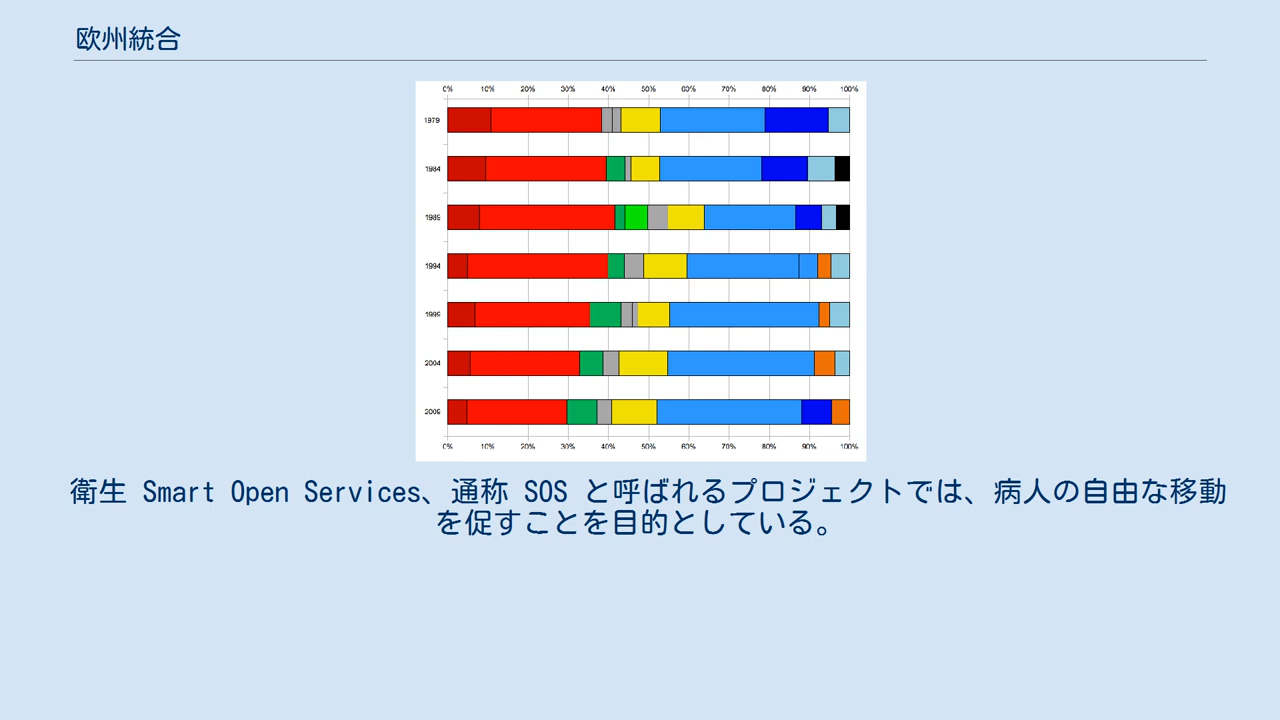 欧州統合
0% 10% 20% 30% 40% 50% 60% 70% 80% 90% 100%
1979
1984
1989
1994
1999
2004
2009
0% 10% 20% 30% 40% 50% 60% 70% 80% 90% 100%
衛生 Smart Open Services、通称 SOS と呼ばれるプロジェクトでは、病人の自由な移動
を促すことを目的としている。